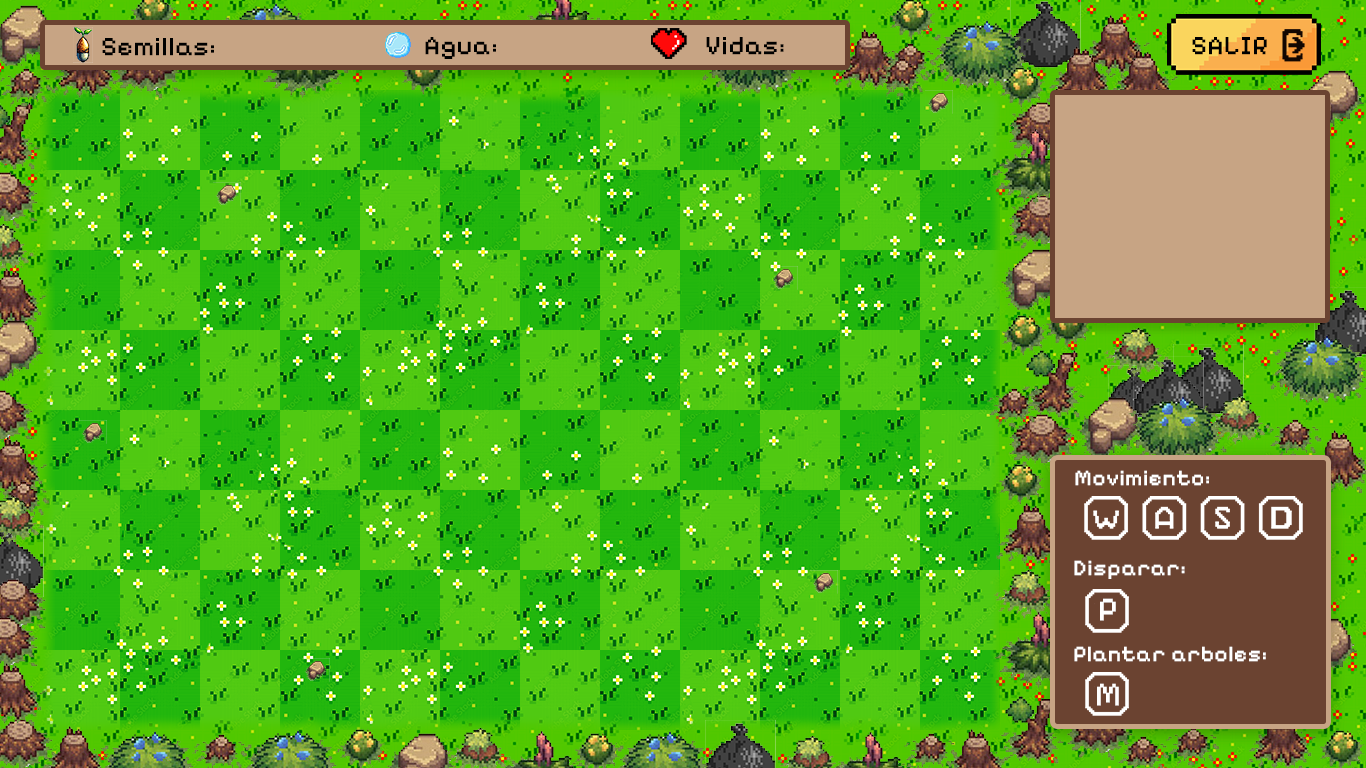 Semillas:
Agua:
Vidas:
SALIR
Movimiento:
W A S D
Disparar:
P
Plantar arboles:
M